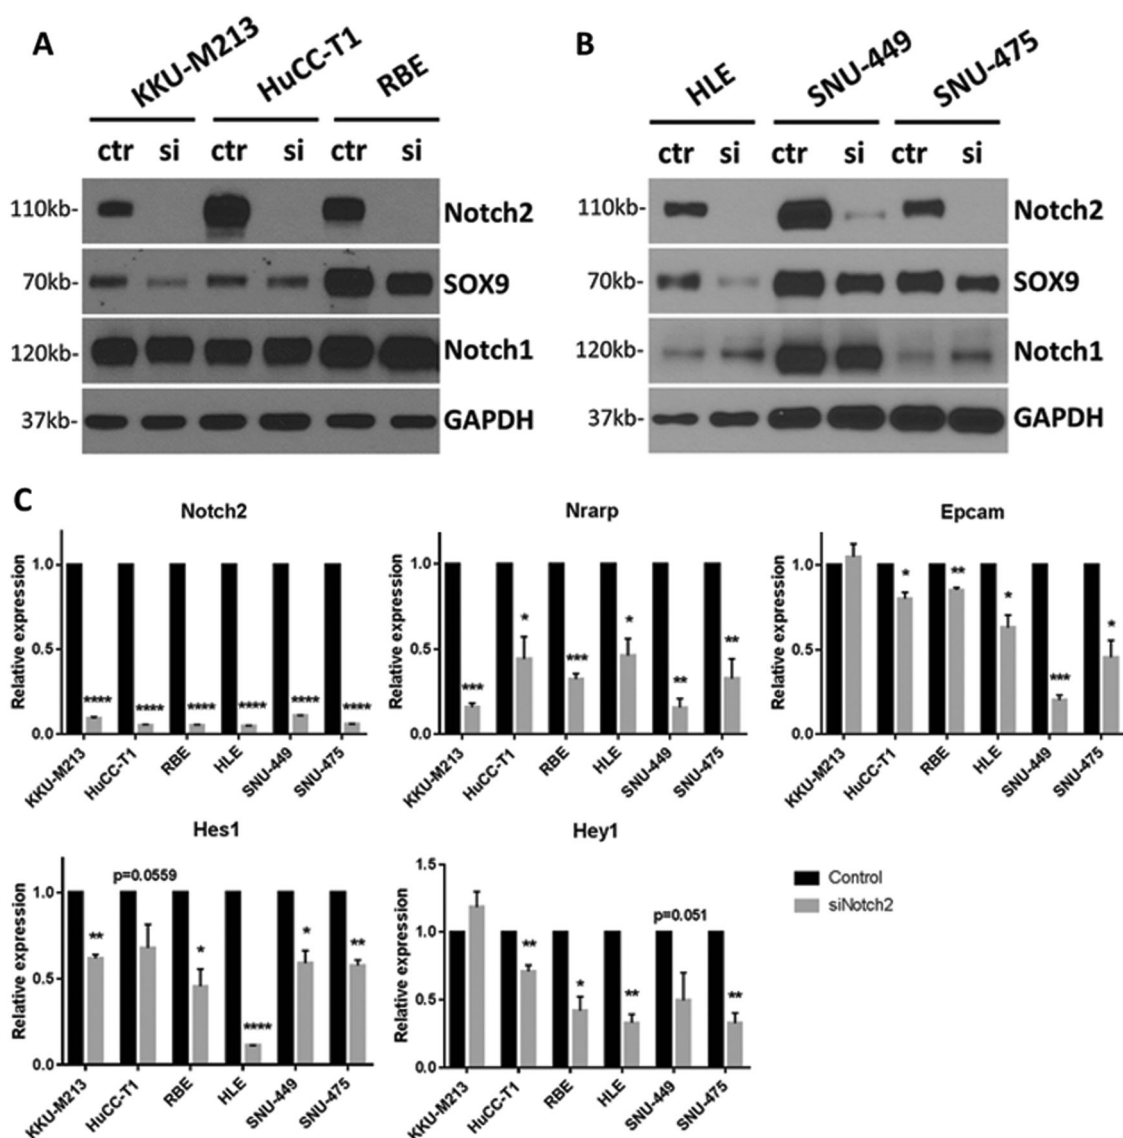 A
KKU-M213 HuCC-T1 RBE
ctr si ctr si ctr si
110kb- Notch2
70kb- SOX9
120kb- Notch1
37kb- GAPDH
B
HLE SNU-449 SNU-475
ctr si ctr si ctr si
110kb- Notch2
70kb- SOX9
120kb- Notch1
37kb- GAPDH
C
Notch2
Relative expression
1.0
0.5
0.0
**** **** **** **** **** ****
KKU-M213 HuCC-T1 RBE HLE SNU-449 SNU-475
Nrarp
Relative expression
1.0
0.5
0.0
*** * *** * ** **
KKU-M213 HuCC-T1 RBE HLE SNU-449 SNU-475
Epcam
Relative expression
1.0
0.5
0.0
* ** * *** *
KKU-M213 HuCC-T1 RBE HLE SNU-449 SNU-475
Hes1
Relative expression
1.0
0.5
0.0
p=0.0559
** * **** * **
KKU-M213 HuCC-T1 RBE HLE SNU-449 SNU-475
Hey1
Relative expression
1.5
1.0
0.5
0.0
p=0.051
** * ** **
KKU-M213 HuCC-T1 RBE HLE SNU-449 SNU-475
Control
siNotch2